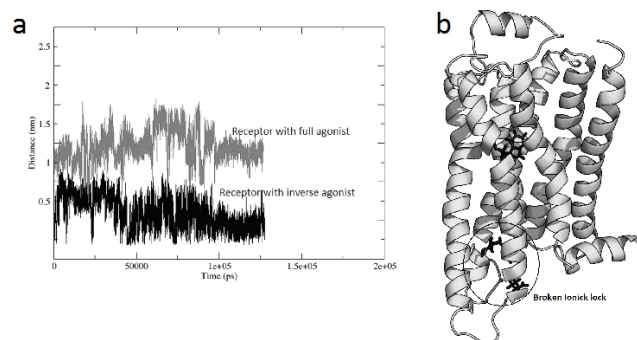 a
b
2.5
2
1.5
1
0.5
Distance (nm)
Receptor with full agonist
Receptor with inverse agonist
0
50000
1e+05
1.5e+05
2e+05
Time (ps)
Broken Ionick lock